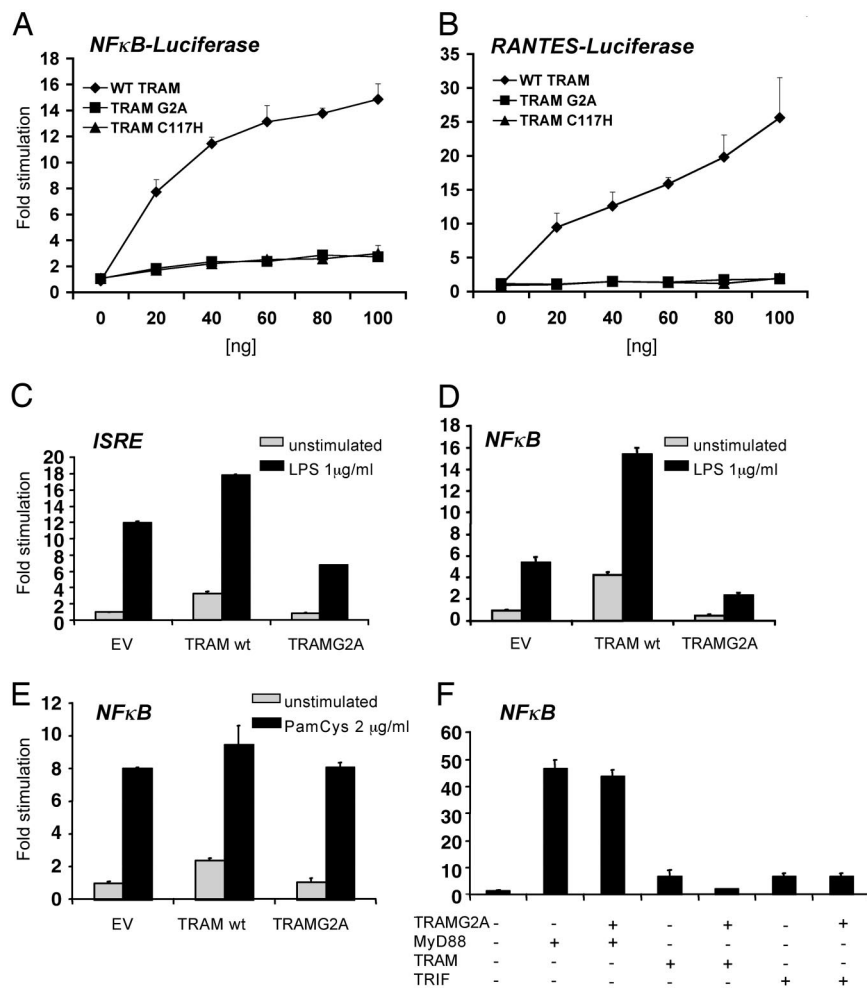 A
NFκB-Luciferase
WT TRAM
TRAM G2A
TRAM C117H
Fold stimulation
18
16
14
12
10
8
6
4
2
0
0 20 40 60 80 100
[ng]
B
RANTES-Luciferase
WT TRAM
TRAM G2A
TRAM C117H
35
30
25
20
15
10
5
0
0 20 40 60 80 100
[ng]
C
ISRE
unstimulated
LPS 1μg/ml
Fold stimulation
20
18
16
14
12
10
8
6
4
2
0
EV TRAM wt TRAMG2A
D
NFκB
unstimulated
LPS 1μg/ml
18
16
14
12
10
8
6
4
2
0
EV TRAM wt TRAMG2A
E
NFκB
unstimulated
PamCys 2 μg/ml
Fold stimulation
12
10
8
6
4
2
0
EV TRAM wt TRAMG2A
F
NFκB
60
50
40
30
20
10
0
TRAMG2A - - + - + - +
MyD88 - + + - - - -
TRAM - - - + + - -
TRIF - - - - - + +